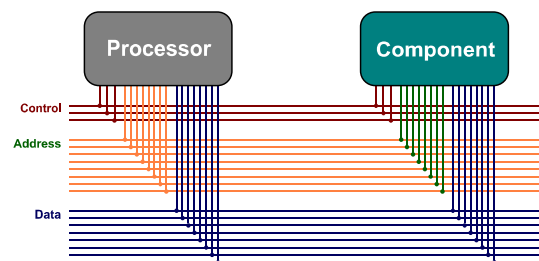 Processor
Component
Control
Address
Data